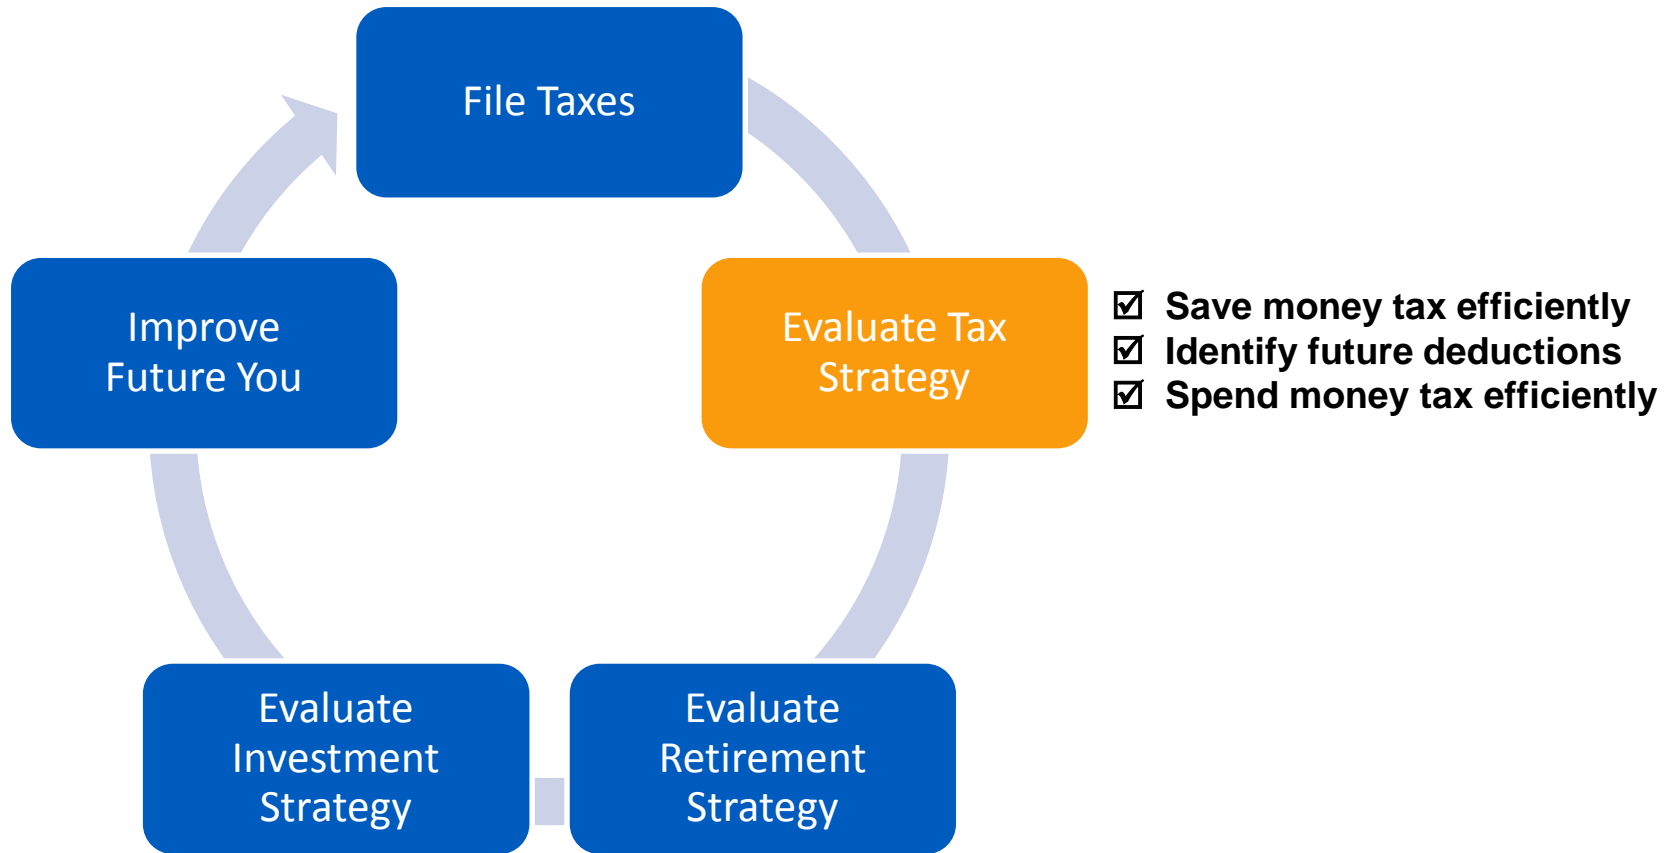 File Taxes
Improve
Future You
Evaluate Tax
Strategy
☑ Save money tax efficiently
☑ Identify future deductions
☑ Spend money tax efficiently
Evaluate
Investment
Strategy
Evaluate
Retirement
Strategy